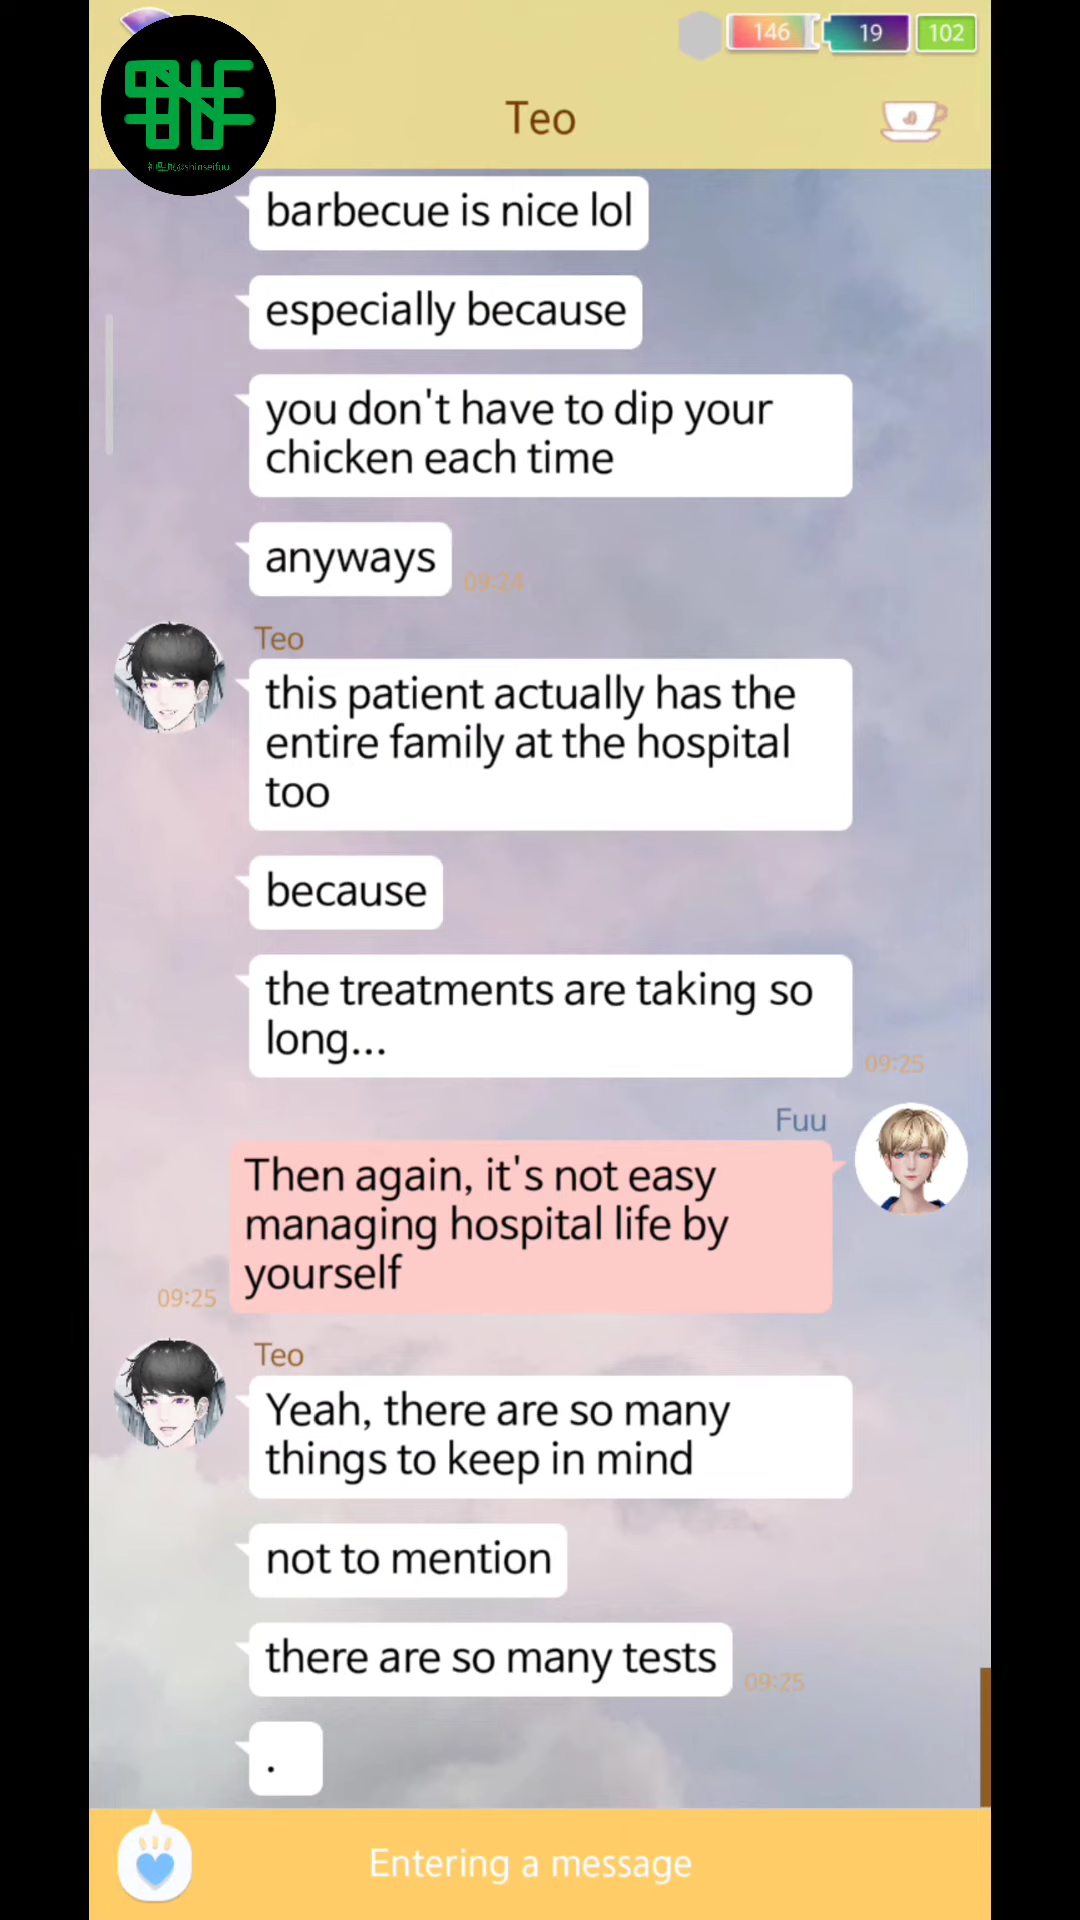 146
19
102
@shinseifuu
Teo
barbecue is nice lol
especially because
you don't have to dip your
chicken each time
anyways
09:24
Teo
this patient actually has the
entire family at the hospital
too
because
the treatments are taking so
long...
09:25
Fuu
Then again, it's not easy
managing hospital life by
yourself
09:25
Teo
Yeah, there are so many
things to keep in mind
not to mention
there are so many tests
09:25
.
Entering a message